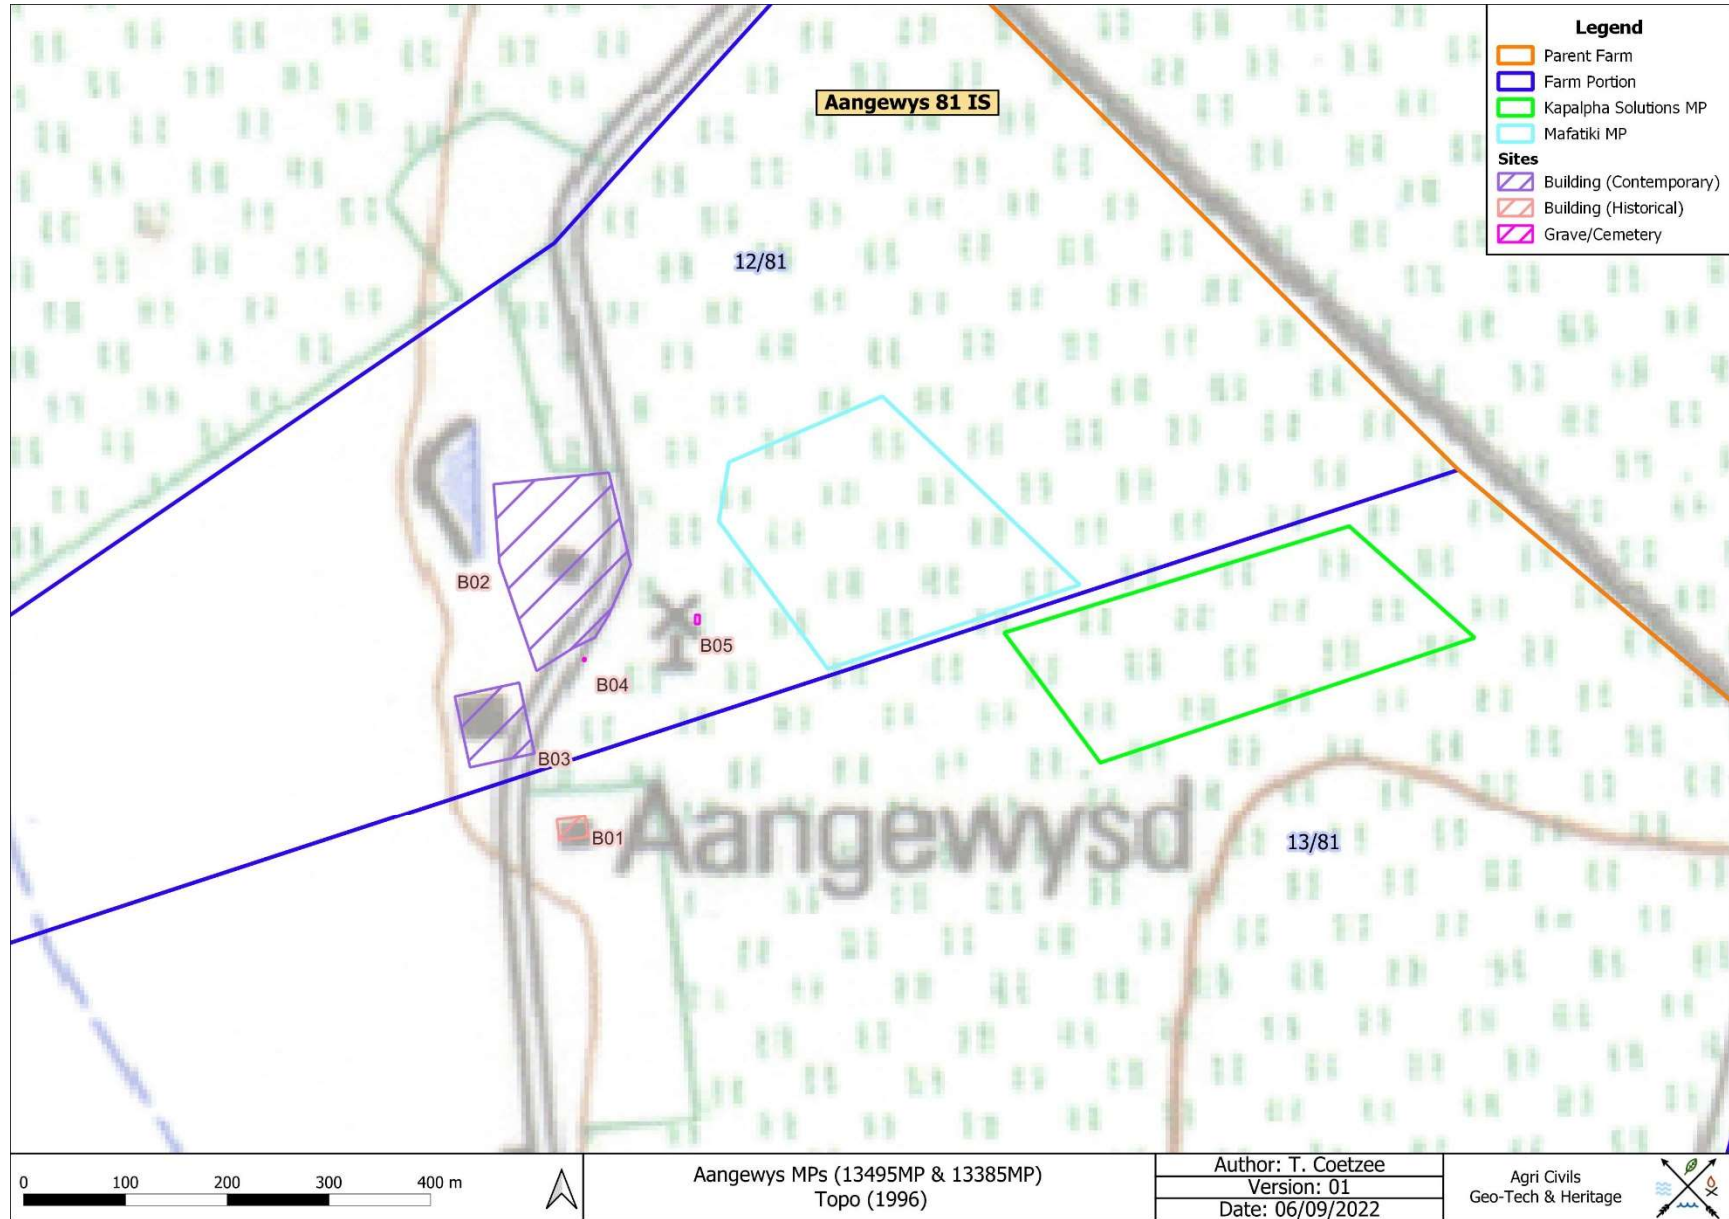 Legend
Parent Farm
Farm Portion
Kapalpha Solutions MP
Mafatiki MP
Sites
Building (Contemporary)
Building (Historical)
Grave/Cemetery
Aangewys 81 IS
12/81
B02
B05
B04
B03
B01
Aangewysd
13/81
0 100 200 300 400 m
Aangewys MPs (13495MP & 13385MP)
Topo (1996)
Author: T. Coetzee
Version: 01
Date: 06/09/2022
Agri Civils
Geo-Tech & Heritage